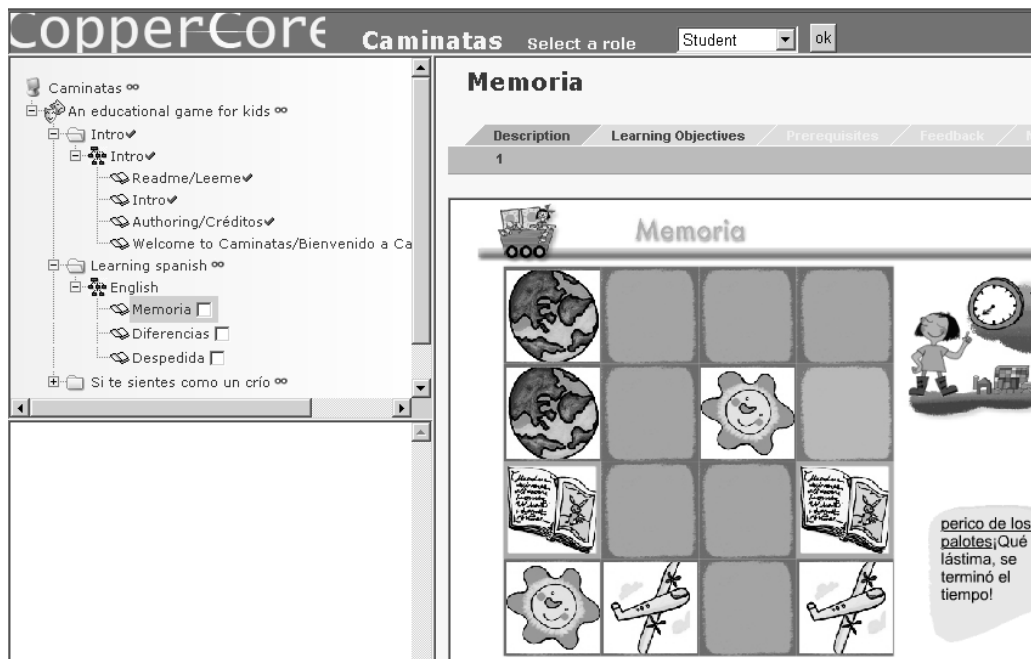 CopperCore
Caminatas Select a role Student ok
Caminatas
An educational game for kids
Intro
Intro
Readme/Leeme
Intro
Authoring/Créditos
Welcome to Caminatas/Bienvenido a Ca
Learning spanish
English
Memoria
Diferencias
Despedida
Si te sientes como un crío
Memoria
Description Learning Objectives Prerequisites Feedback
1
Memoria
perico de los
palotes¡Qué
lástima, se
terminó el
tiempo!